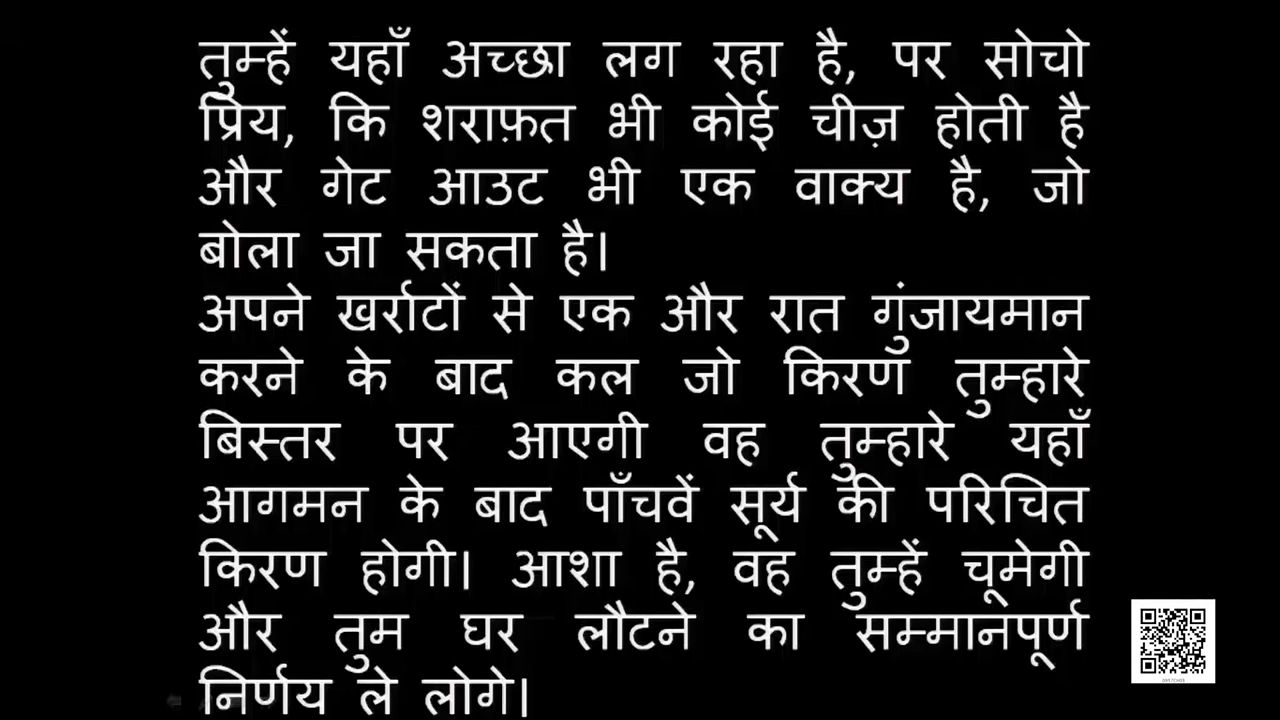 तुम्हें यहाँ अच्छा लग रहा है, पर सोचो
प्रिय, कि शराफ़त भी कोई चीज़ होती है
और गेट आउट भी एक वाक्य है, जो
बोला जा सकता है।
अपने खर्राटों से एक और रात गुंजायमान
करने के बाद कल जो किरण तुम्हारे
बिस्तर पर आएगी वह तुम्हारे यहाँ
आगमन के बाद पाँचवें सूर्य की परिचित
किरण होगी। आशा है, वह तुम्हें चूमेगी
और तुम घर लौटने का सम्मानपूर्ण
निर्णय ले लोगे।